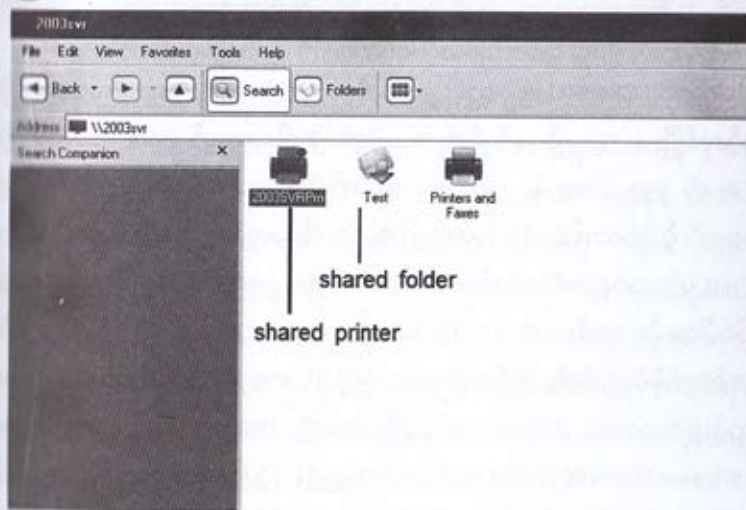 2003svr
File Edit View Favorites Tools Help
Back Search Folders
Address \\2003svr
Search Companion ×
2003SVRPrn Test Printers and
Faxes
shared folder
shared printer